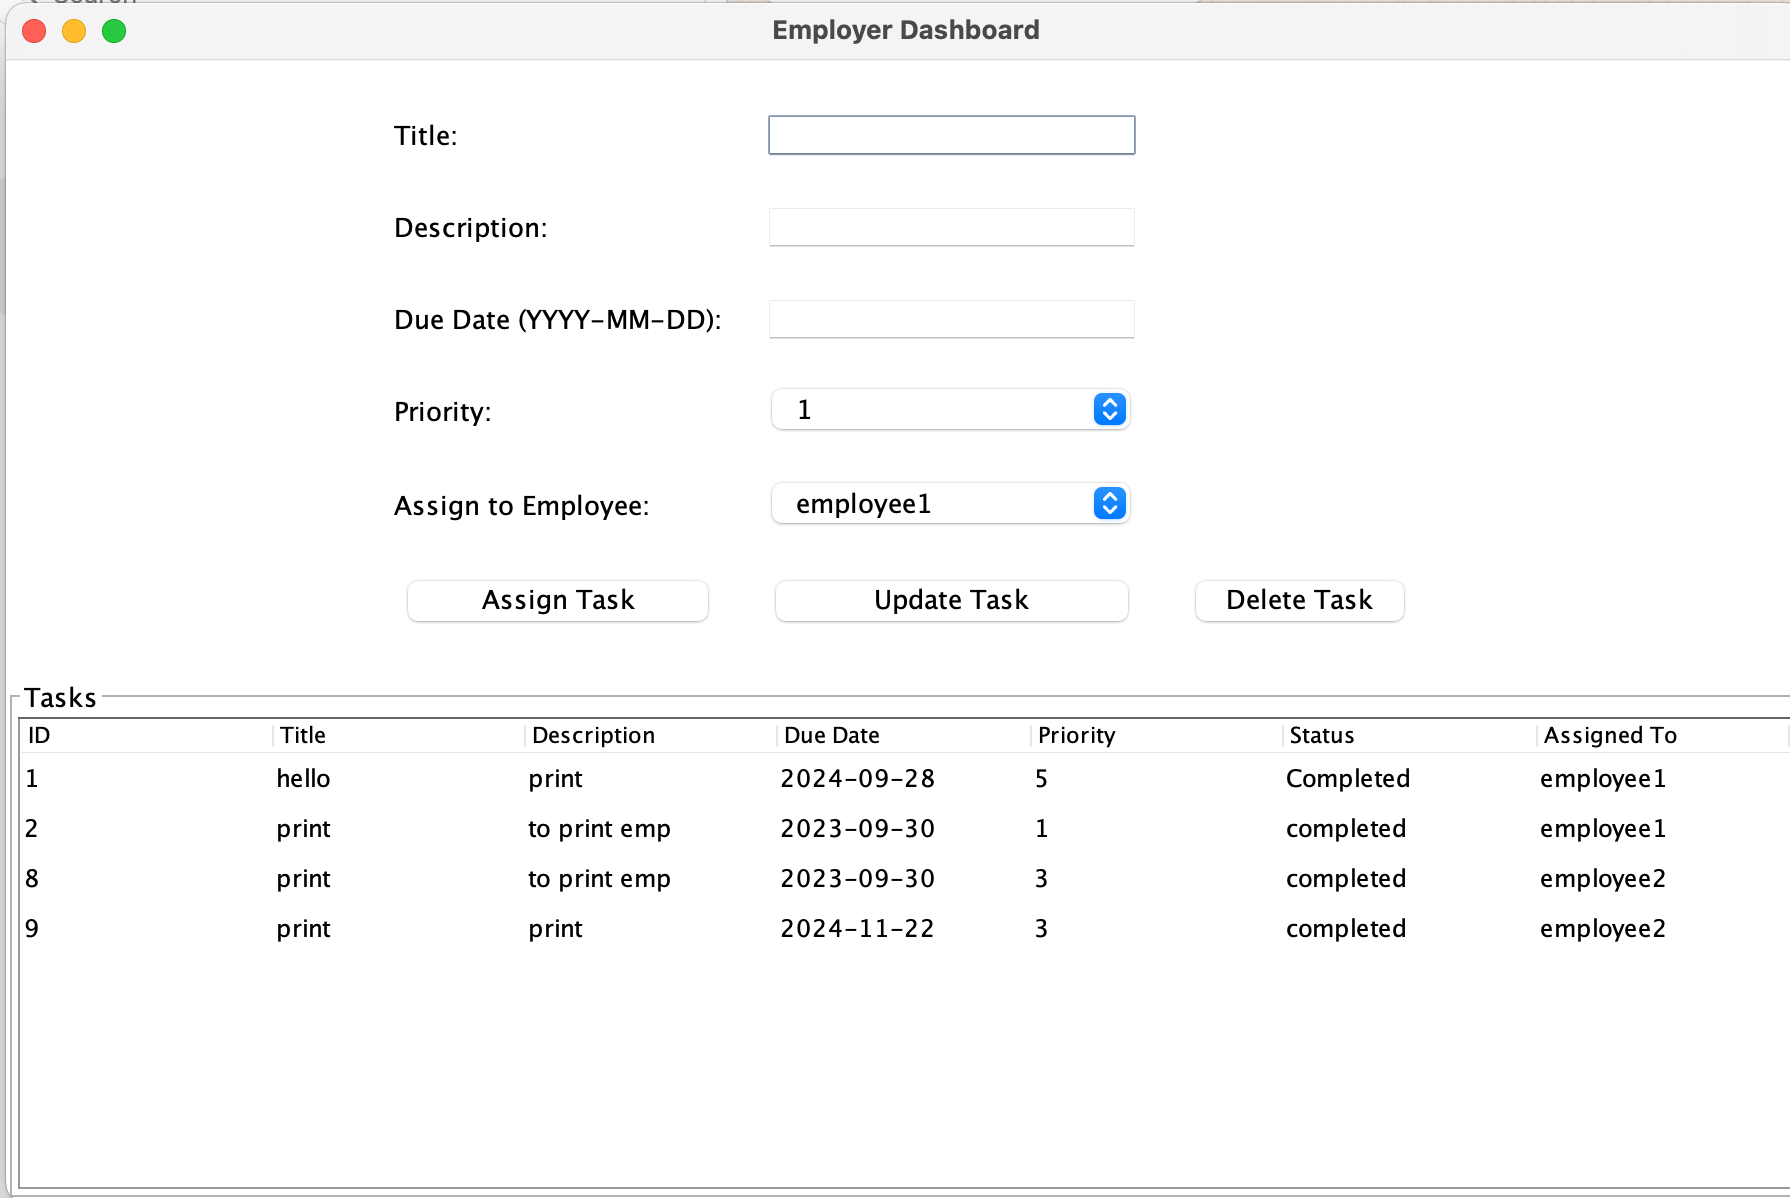 Search
Employer Dashboard
Title:
Description:
Due Date (YYYY-MM-DD):
Priority: 1
Assign to Employee: employee1
Assign Task Update Task Delete Task
Tasks
ID Title Description Due Date Priority Status Assigned To
1 hello print 2024-09-28 5 Completed employee1
2 print to print emp 2023-09-30 1 completed employee1
8 print to print emp 2023-09-30 3 completed employee2
9 print print 2024-11-22 3 completed employee2